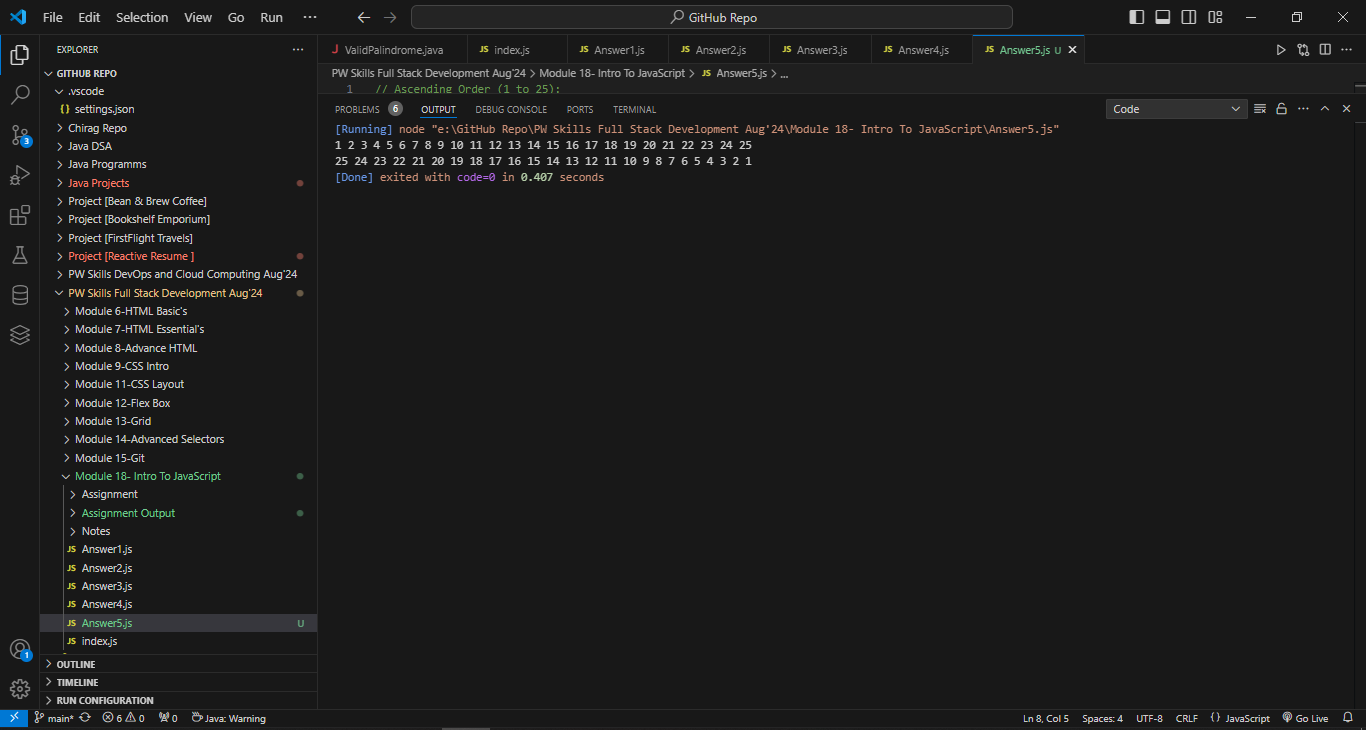 File Edit Selection View Go Run ··· GitHub Repo
EXPLORER ···
GITHUB REPO
.vscode
{} settings.json
Chirag Repo
Java DSA
Java Programms
Java Projects
Project [Bean & Brew Coffee]
Project [Bookshelf Emporium]
Project [FirstFlight Travels]
Project [Reactive Resume ]
PW Skills DevOps and Cloud Computing Aug'24
PW Skills Full Stack Development Aug'24
Module 6-HTML Basic's
Module 7-HTML Essential's
Module 8-Advance HTML
Module 9-CSS Intro
Module 11-CSS Layout
Module 12-Flex Box
Module 13-Grid
Module 14-Advanced Selectors
Module 15-Git
Module 18- Intro To JavaScript
Assignment
Assignment Output
Notes
JS Answer1.js
JS Answer2.js
JS Answer3.js
JS Answer4.js
JS Answer5.js U
JS index.js
OUTLINE
TIMELINE
RUN CONFIGURATION
3
1
J ValidPalindrome.java JS index.js JS Answer1.js JS Answer2.js JS Answer3.js JS Answer4.js JS Answer5.js U
PW Skills Full Stack Development Aug'24 > Module 18- Intro To JavaScript > JS Answer5.js > ...
1 // Ascending Order (1 to 25):
PROBLEMS 6 OUTPUT DEBUG CONSOLE PORTS TERMINAL Code
[Running] node "e:\GitHub Repo\PW Skills Full Stack Development Aug'24\Module 18- Intro To JavaScript\Answer5.js"
1 2 3 4 5 6 7 8 9 10 11 12 13 14 15 16 17 18 19 20 21 22 23 24 25
25 24 23 22 21 20 19 18 17 16 15 14 13 12 11 10 9 8 7 6 5 4 3 2 1
[Done] exited with code=0 in 0.407 seconds
main* 6 0 0 Java: Warning Ln 8, Col 5 Spaces: 4 UTF-8 CRLF {} JavaScript Go Live